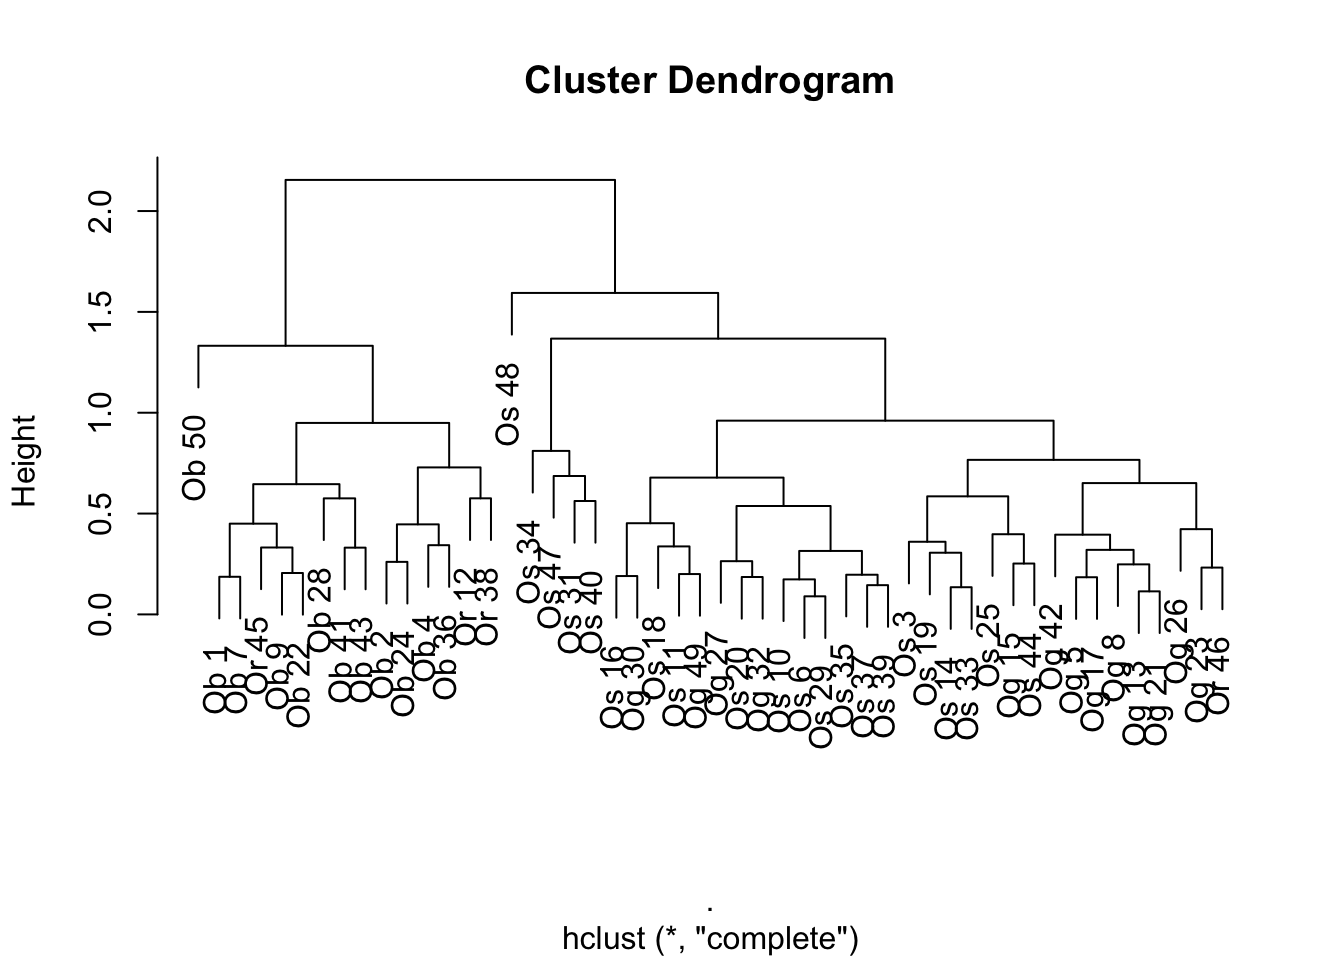 Cluster Dendrogram
Height
2.0
1.5
1.0
0.5
0.0
Ob 50
Ob 1
Ob 7
Or 45
Ob 9
Ob 22
Ob 28
Ob 41
Ob 43
Ob 2
Ob 24
Ob 4
Ob 36
Or 12
Or 38
Os 48
Os 34
Os 47
Os 31
Os 40
Os 16
Og 30
Os 18
Os 11
Og 49
Og 27
Os 20
Og 32
Os 10
Os 6
Os 29
Os 35
Os 37
Os 39
Os 3
Os 19
Os 14
Os 33
Os 25
Og 15
Os 44
Og 42
Og 5
Og 17
Og 8
Og 13
Og 21
Og 26
Og 23
Or 46
.
hclust (*, "complete")